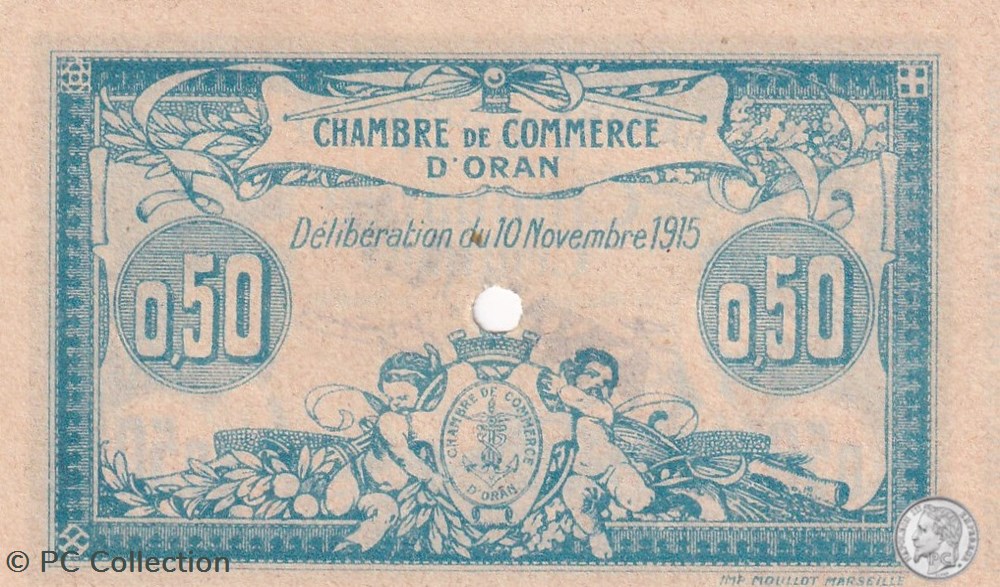 CHAMBRE DE COMMERCE
D'ORAN
Délibération du 10 Novembre 1915
0,50
0,50
CHAMBRE DE COMMERCE
D'ORAN
© PC Collection
IMP MOULLOT MARSEILLE